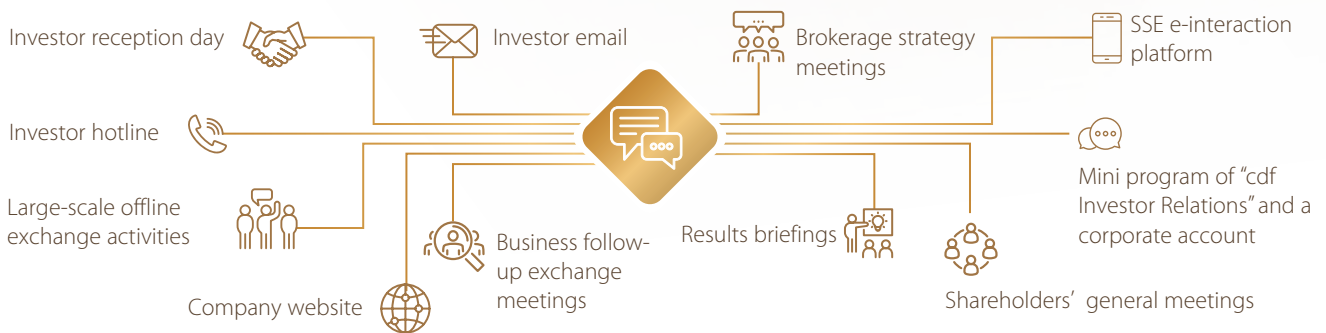 Investor reception day
Investor email
Brokerage strategy
meetings
SSE e-interaction
platform
Investor hotline
Mini program of “cdf
Investor Relations” and a
corporate account
Large-scale offline
exchange activities
Business follow-
up exchange
meetings
Results briefings
Company website
Shareholders’ general meetings